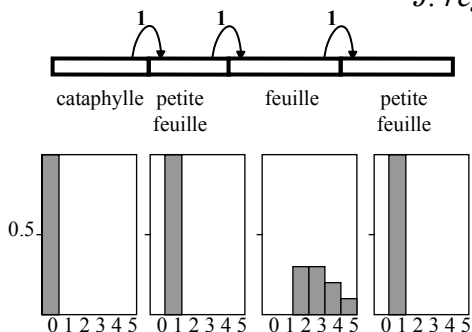 1 1 1
cataphylle petite feuille petite
feuille feuille
0.5
0 1 2 3 4 5 0 1 2 3 4 5 0 1 2 3 4 5 0 1 2 3 4 5